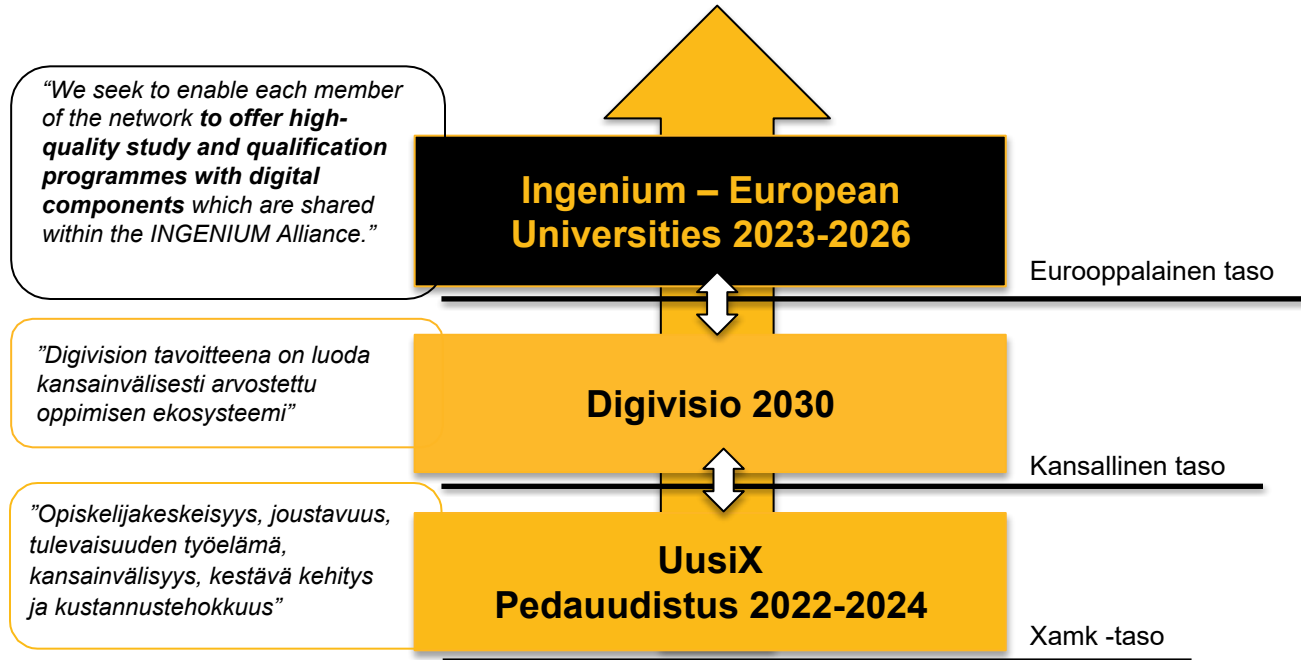 “We seek to enable each member
of the network to offer high-
quality study and qualification
programmes with digital
components which are shared
within the INGENIUM Alliance.”
Ingenium – European
Universities 2023-2026
Eurooppalainen taso
”Digivision tavoitteena on luoda
kansainvälisesti arvostettu
oppimisen ekosysteemi”
Digivisio 2030
Kansallinen taso
”Opiskelijakeskeisyys, joustavuus,
tulevaisuuden työelämä,
kansainvälisyys, kestävä kehitys
ja kustannustehokkuus”
UusiX
Pedauudistus 2022-2024
Xamk -taso